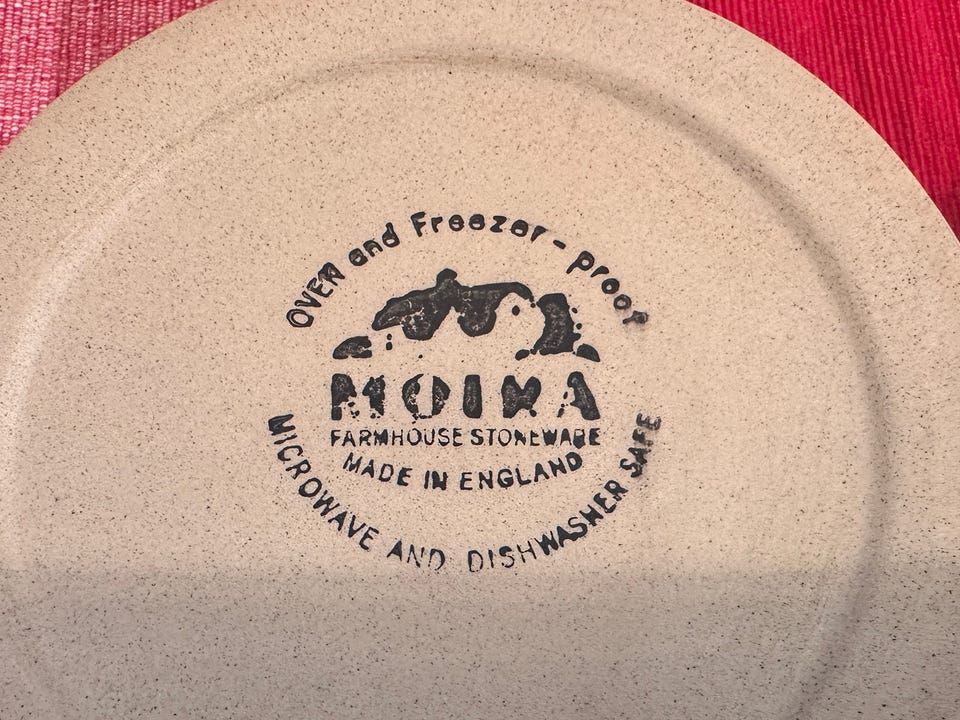 OVEN and Freezer-proof
MOIRA
FARMHOUSE STONEWARE
MADE IN ENGLAND
MICROWAVE AND DISHWASHER SAFE